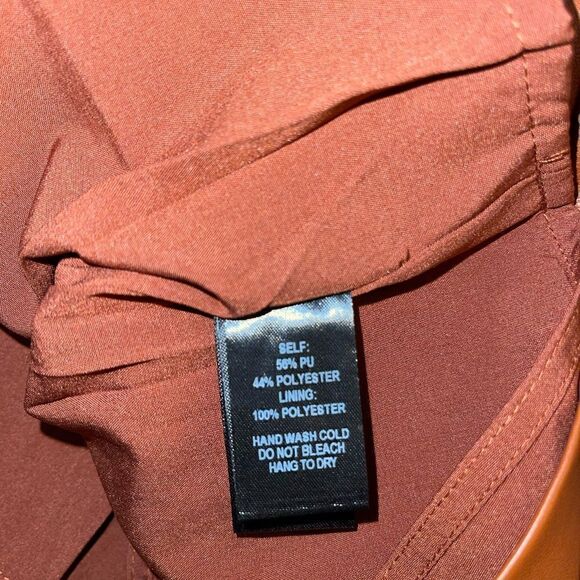 SELF:
56% PU
44% POLYESTER
LINING:
100% POLYESTER
HAND WASH COLD
DO NOT BLEACH
HANG TO DRY